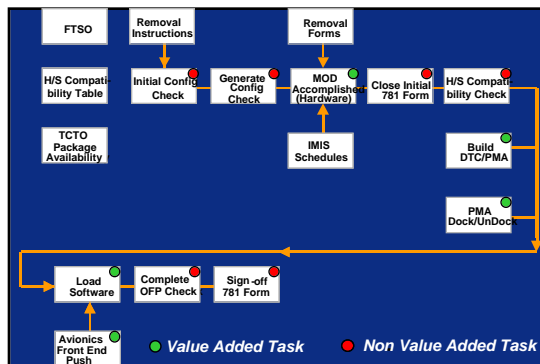 FTSO
Removal
Instructions
Removal
Forms
H/S Compati-
bility Table
Initial Config
Check
Generate
Config
Check
MOD
Accomplished
(Hardware)
Close Initial
781 Form
H/S Compati-
bility Check
TCTO
Package
Availability
IMIS
Schedules
Build
DTC/PMA
PMA
Dock/UnDock
Load
Software
Complete
OFP Check
Sign-off
781 Form
Avionics
Front End
Push
Value Added Task
Non Value Added Task